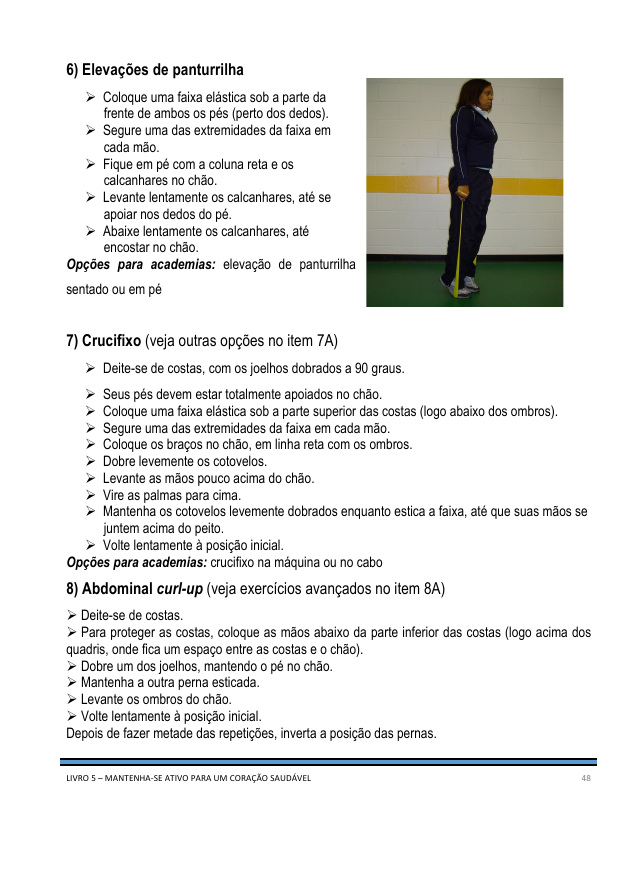 6) Elevações de panturrilha
➢ Coloque uma faixa elástica sob a parte da
frente de ambos os pés (perto dos dedos).
➢ Segure uma das extremidades da faixa em
cada mão.
➢ Fique em pé com a coluna reta e os
calcanhares no chão.
➢ Levante lentamente os calcanhares, até se
apoiar nos dedos do pé.
➢ Abaixe lentamente os calcanhares, até
encostar no chão.
Opções para academias: elevação de panturrilha
sentado ou em pé
7) Crucifixo (veja outras opções no item 7A)
➢ Deite-se de costas, com os joelhos dobrados a 90 graus.
➢ Seus pés devem estar totalmente apoiados no chão.
➢ Coloque uma faixa elástica sob a parte superior das costas (logo abaixo dos ombros).
➢ Segure uma das extremidades da faixa em cada mão.
➢ Coloque os braços no chão, em linha reta com os ombros.
➢ Dobre levemente os cotovelos.
➢ Levante as mãos pouco acima do chão.
➢ Vire as palmas para cima.
➢ Mantenha os cotovelos levemente dobrados enquanto estica a faixa, até que suas mãos se
juntem acima do peito.
➢ Volte lentamente à posição inicial.
Opções para academias: crucifixo na máquina ou no cabo
8) Abdominal curl-up (veja exercícios avançados no item 8A)
➢ Deite-se de costas.
➢ Para proteger as costas, coloque as mãos abaixo da parte inferior das costas (logo acima dos
quadris, onde fica um espaço entre as costas e o chão).
➢ Dobre um dos joelhos, mantendo o pé no chão.
➢ Mantenha a outra perna esticada.
➢ Levante os ombros do chão.
➢ Volte lentamente à posição inicial.
Depois de fazer metade das repetições, inverta a posição das pernas.
LIVRO 5 – MANTENHA-SE ATIVO PARA UM CORAÇÃO SAUDÁVEL 48